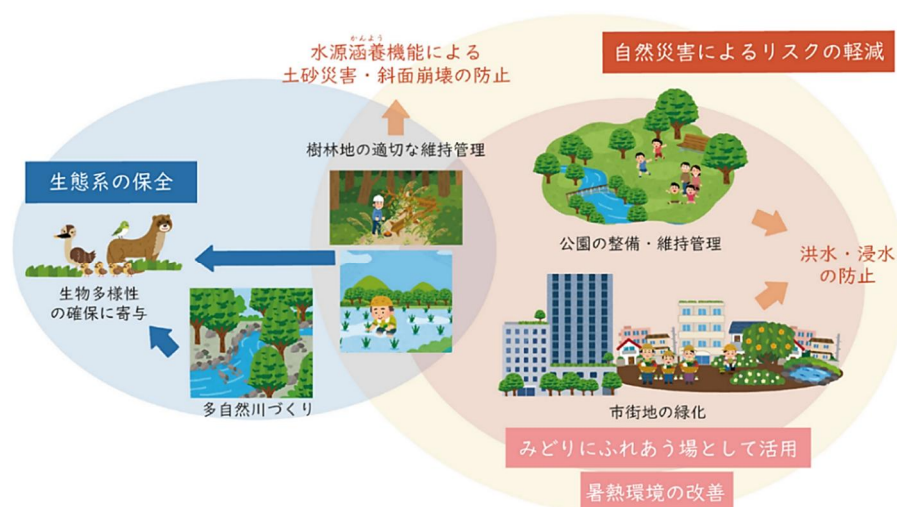 かんよう
水源涵養機能による
土砂災害・斜面崩壊の防止
自然災害によるリスクの軽減
樹林地の適切な維持管理
生態系の保全
生物多様性
の確保に寄与
多自然川づくり
公園の整備・維持管理
洪水・浸水
の防止
市街地の緑化
みどりにふれあう場として活用
暑熱環境の改善